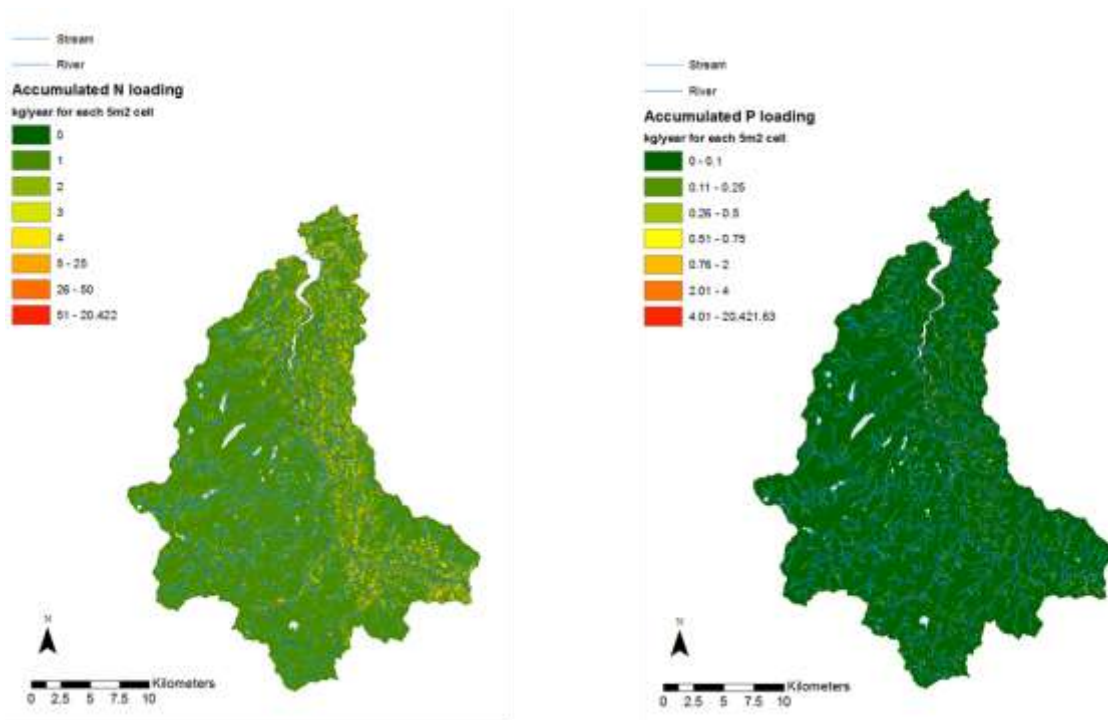 Stream
River
Accumulated N loading
kg/year for each 5m2 cell
0
1
2
3
4
5 - 25
26 - 50
51 - 20.422
N
Kilometers
0 2.5 5 7.5 10
Stream
River
Accumulated P loading
kg/year for each 5m2 cell
0 - 0.1
0.11 - 0.25
0.26 - 0.5
0.51 - 0.75
0.76 - 2
2.01 - 4
4.01 - 20.421.63
N
Kilometers
0 2.5 5 7.5 10